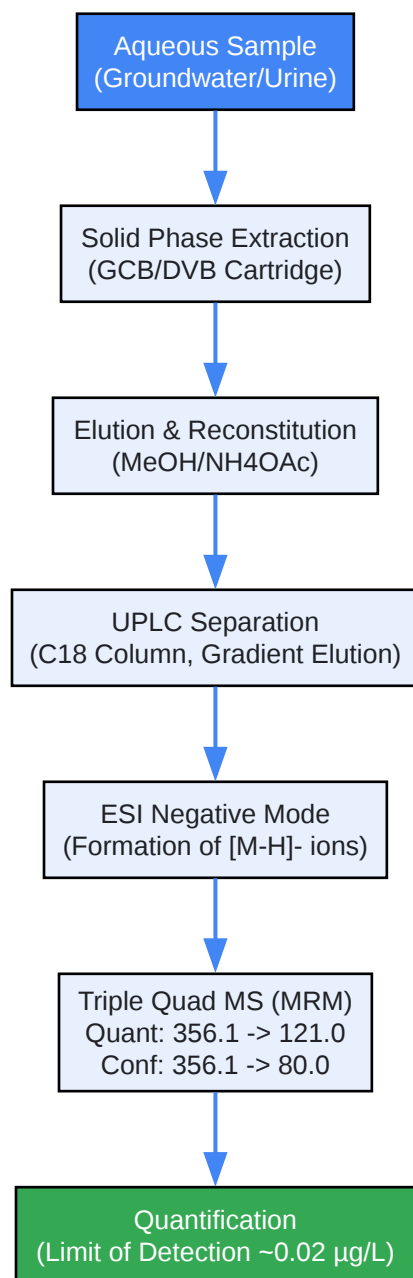 Aqueous Sample
(Groundwater/Urine)
Solid Phase Extraction
(GCB/DVB Cartridge)
Elution & Reconstitution
(MeOH/NH4OAc)
UPLC Separation
(C18 Column, Gradient Elution)
ESI Negative Mode
(Formation of [M-H]- ions)
Triple Quad MS (MRM)
Quant: 356.1 -> 121.0
Conf: 356.1 -> 80.0
Quantification
(Limit of Detection ~0.02 µg/L)